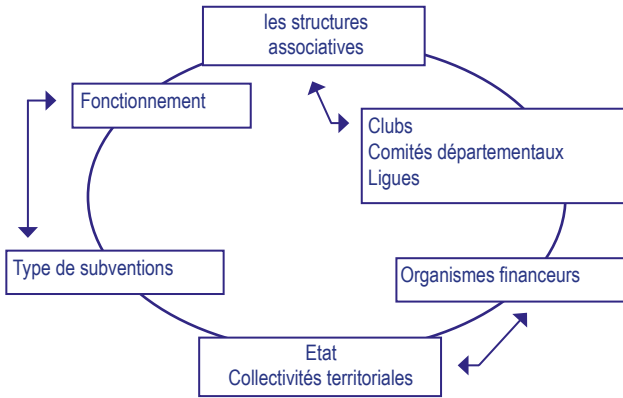 les structures
associatives
Fonctionnement
Clubs
Comités départementaux
Ligues
Type de subventions
Organismes financeurs
Etat
Collectivités territoriales